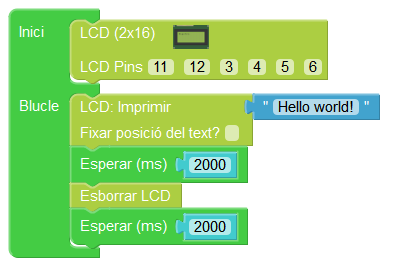 Inici
LCD (2x16)
LCD Pins 11 12 3 4 5 6
Blucle
LCD: Imprimir " Hello world! "
Fixar posició del text?
Esperar (ms) 2000
Esborrar LCD
Esperar (ms) 2000